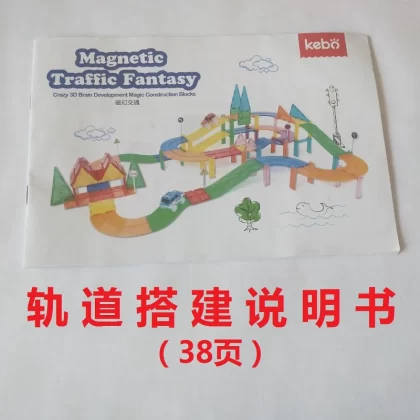 kebo
Magnetic
Traffic Fantasy
Crazy 3D Brain Development Magic Construction Blocks
磁幻交通
轨道搭建说明书
（38页）